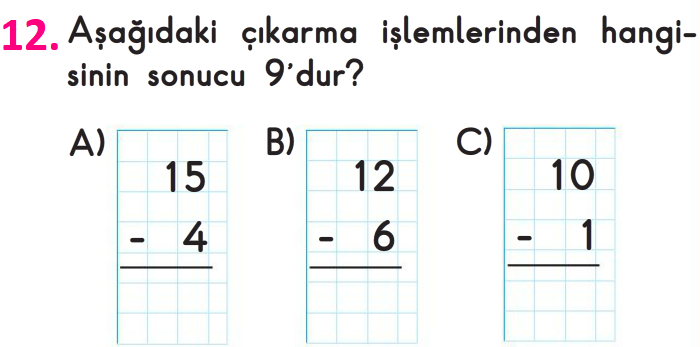 12. Aşağıdaki çıkarma işlemlerinden hangi-
sinin sonucu 9'dur?
A) B) C)
15 12 10
- 4 - 6 - 1